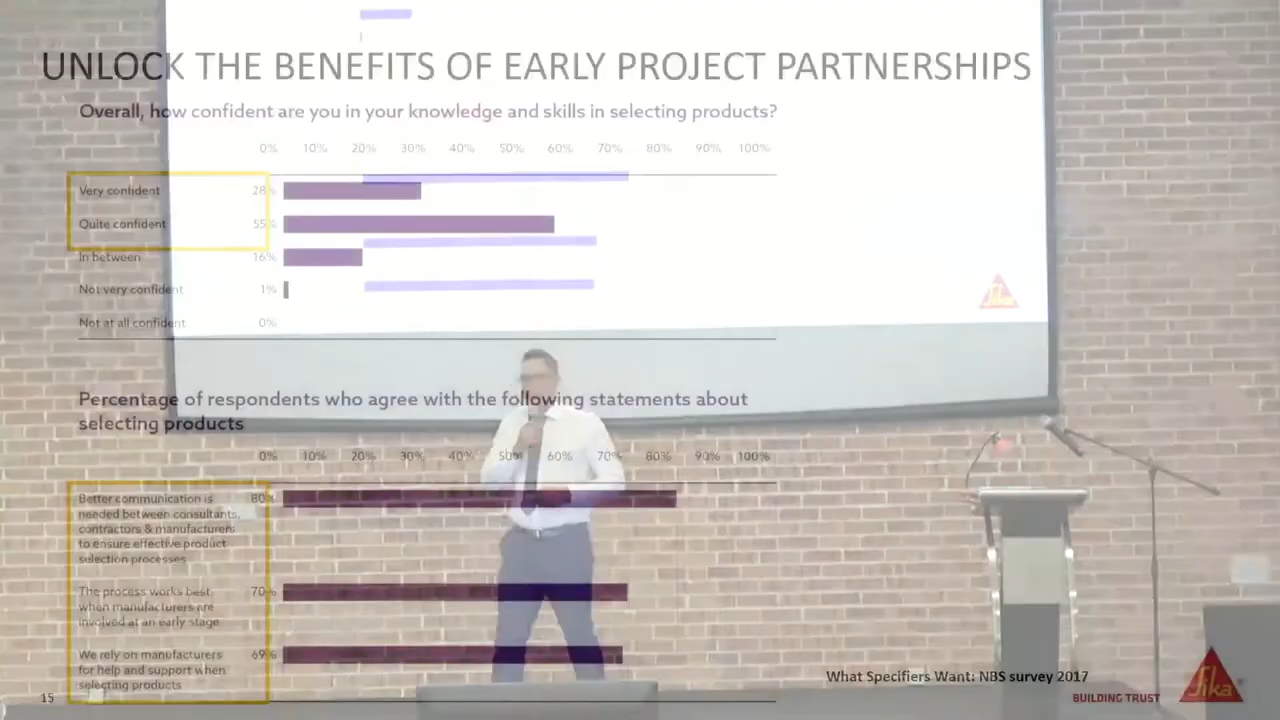 UNLOCK THE BENEFITS OF EARLY PROJECT PARTNERSHIPS
Overall, how confident are you in your knowledge and skills in selecting products?
0% 10% 20% 30% 40% 50% 60% 70% 80% 90% 100%
Very confident 28%
Quite confident 55%
In between 16%
Not very confident 1%
Not at all confident 0%
Percentage of respondents who agree with the following statements about
selecting products
0% 10% 20% 30% 40% 50% 60% 70% 80% 90% 100%
Better communication is 80%
needed between consultants,
contractors & manufacturers
to ensure effective product
selection processes
The process works best 70%
when manufacturers are
involved at an early stage
We rely on manufacturers 69%
for help and support when
selecting products
What Specifiers Want: NBS survey 2017
15
BUILDING TRUST
Sika
Sika